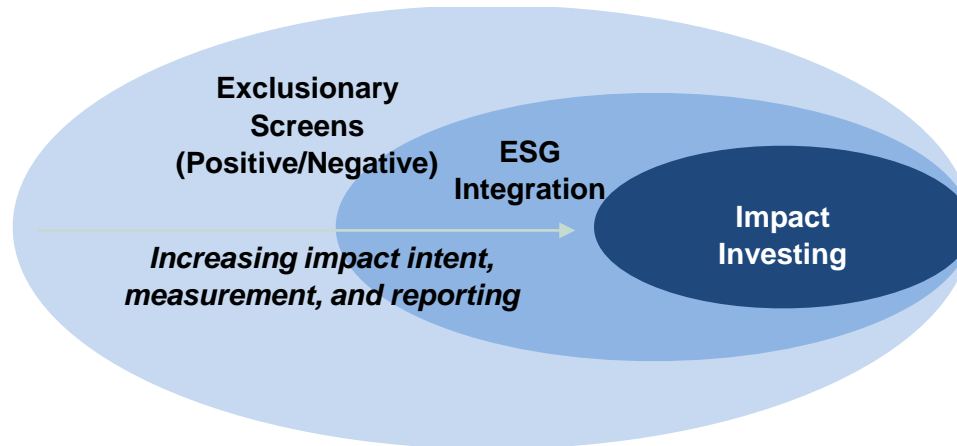 Exclusionary
Screens
(Positive/Negative)
ESG
Integration
Impact
Investing
Increasing impact intent,
measurement, and reporting